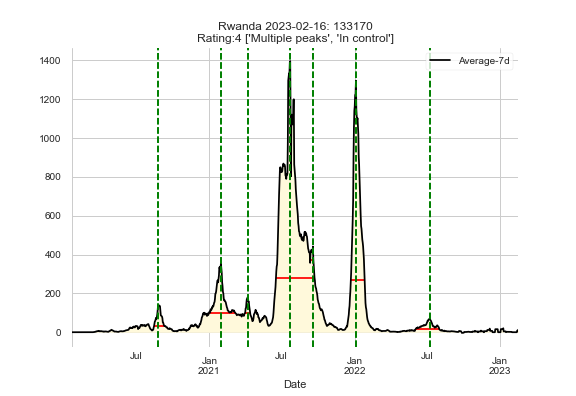 Rwanda 2023-02-16: 133170
Rating:4 ['Multiple peaks', 'In control']
Average-7d
1400
1200
1000
800
600
400
200
0
Jul
Jan
2021
Jul
Jan
2022
Jul
Jan
2023
Date